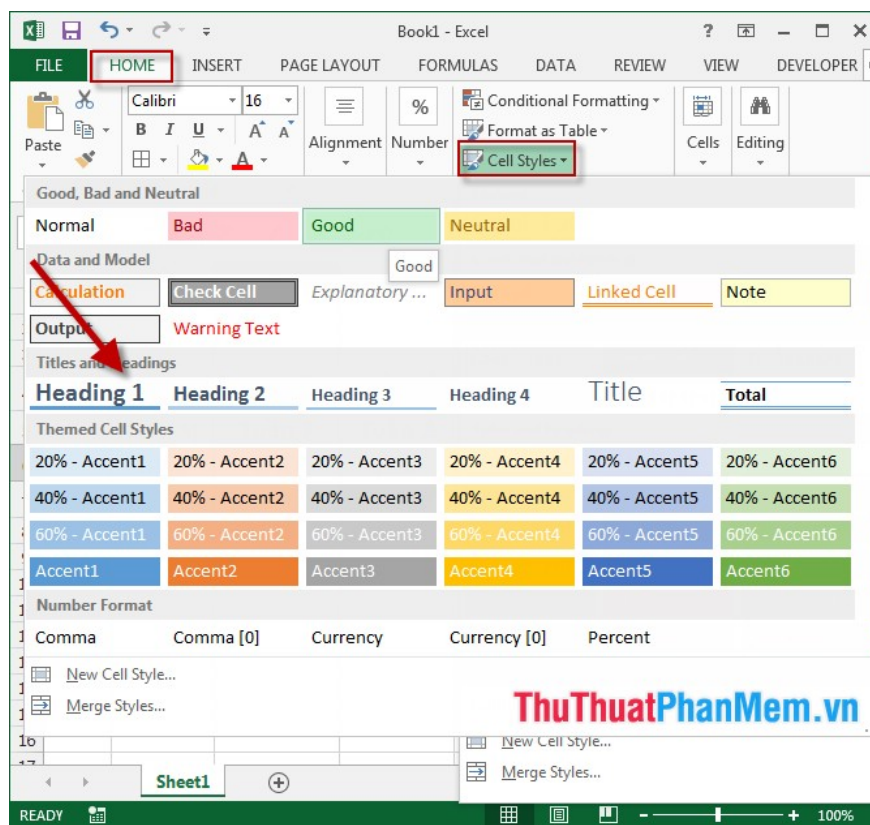 Book1 - Excel ?
FILE HOME INSERT PAGE LAYOUT FORMULAS DATA REVIEW VIEW DEVELOPER
Calibri 16 % Conditional Formatting
B I U A A Format as Table
Paste Alignment Number Cells Editing
A Cell Styles
Good, Bad and Neutral
Normal Bad Good Neutral
Data and Model
Good
Calculation Check Cell Explanatory ... Input Linked Cell Note
Output Warning Text
Titles and Headings
Heading 1 Heading 2 Heading 3 Heading 4 Title Total
Themed Cell Styles
20% - Accent1 20% - Accent2 20% - Accent3 20% - Accent4 20% - Accent5 20% - Accent6
40% - Accent1 40% - Accent2 40% - Accent3 40% - Accent4 40% - Accent5 40% - Accent6
60% - Accent1 60% - Accent2 60% - Accent3 60% - Accent4 60% - Accent5 60% - Accent6
Accent1 Accent2 Accent3 Accent4 Accent5 Accent6
Number Format
Comma Comma [0] Currency Currency [0] Percent
New Cell Style...
Merge Styles...
ThuThuatPhanMem.vn
16 New Cell Style...
Merge Styles...
Sheet1
READY 100%